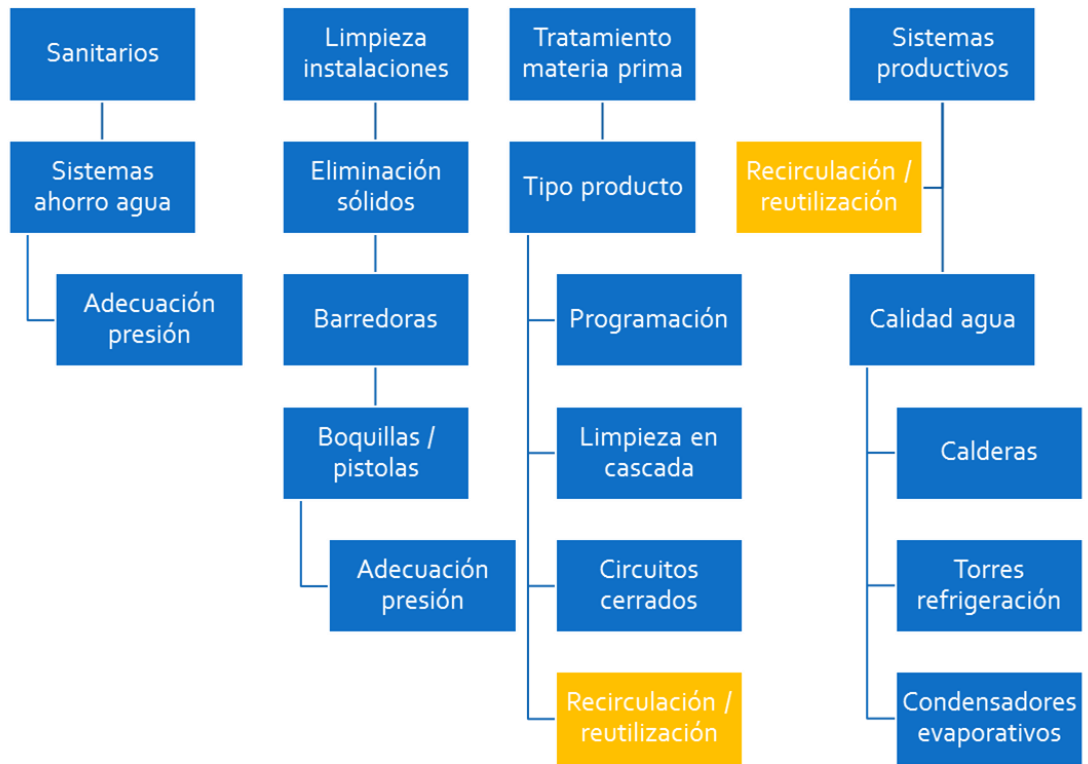 Sanitarios
Sistemas
ahorro agua
Adecuación
presión
Limpieza
instalaciones
Eliminación
sólidos
Barredoras
Boquillas /
pistolas
Adecuación
presión
Tratamiento
materia prima
Tipo producto
Programación
Limpieza en
cascada
Circuitos
cerrados
Recirculación /
reutilización
Sistemas
productivos
Recirculación /
reutilización
Calidad agua
Calderas
Torres
refrigeración
Condensadores
evaporativos